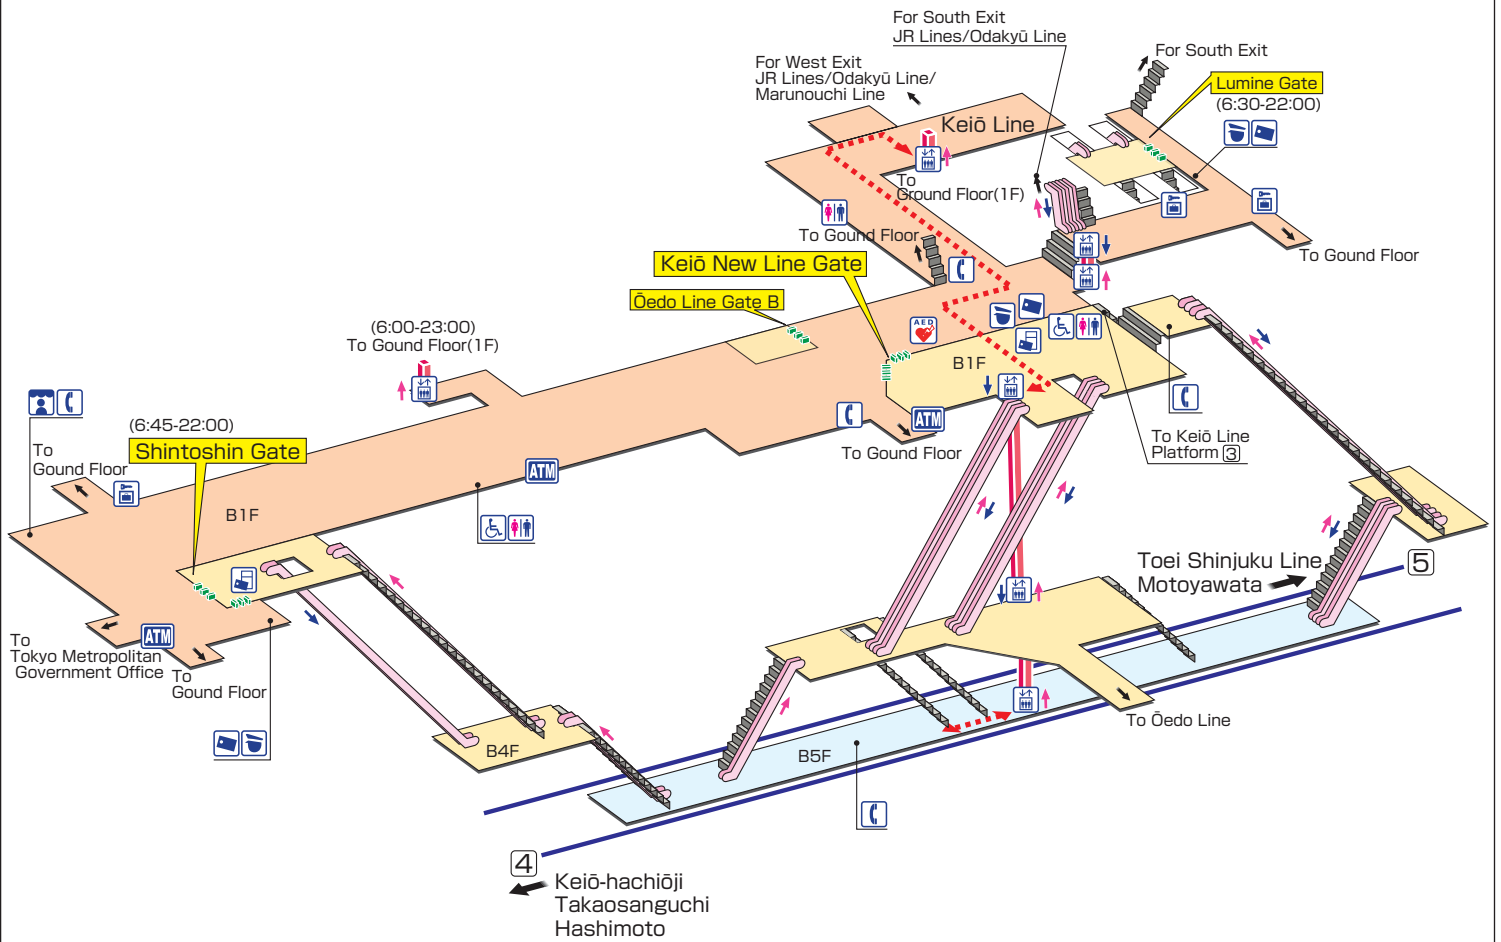 For South Exit
JR Lines/Odakyū Line
For South Exit
For West Exit
JR Lines/Odakyū Line/
Marunouchi Line
Lumine Gate
(6:30-22:00)
Keiō Line
To
Ground Floor(1F)
To Gound Floor
To Gound Floor
Keiō New Line Gate
Ōedo Line Gate B
AED
(6:00-23:00)
To Gound Floor(1F)
B1F
ATM
To Gound Floor
To Keiō Line
Platform 3
(6:45-22:00)
Shintoshin Gate
To
Gound Floor
ATM
B1F
Toei Shinjuku Line
Motoyawata
5
To
Tokyo Metropolitan
Government Office
ATM
To
Gound Floor
To Ōedo Line
B4F
B5F
4
Keiō-hachiōji
Takaosanguchi
Hashimoto